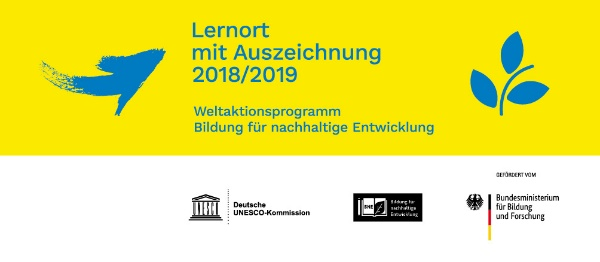 Lernort
mit Auszeichnung
2018/2019
Weltaktionsprogramm
Bildung für nachhaltige Entwicklung
GEFÖRDERT VOM
Deutsche
UNESCO-Kommission
BNE
Bildung für
nachhaltige
Entwicklung
Bundesministerium
für Bildung
und Forschung